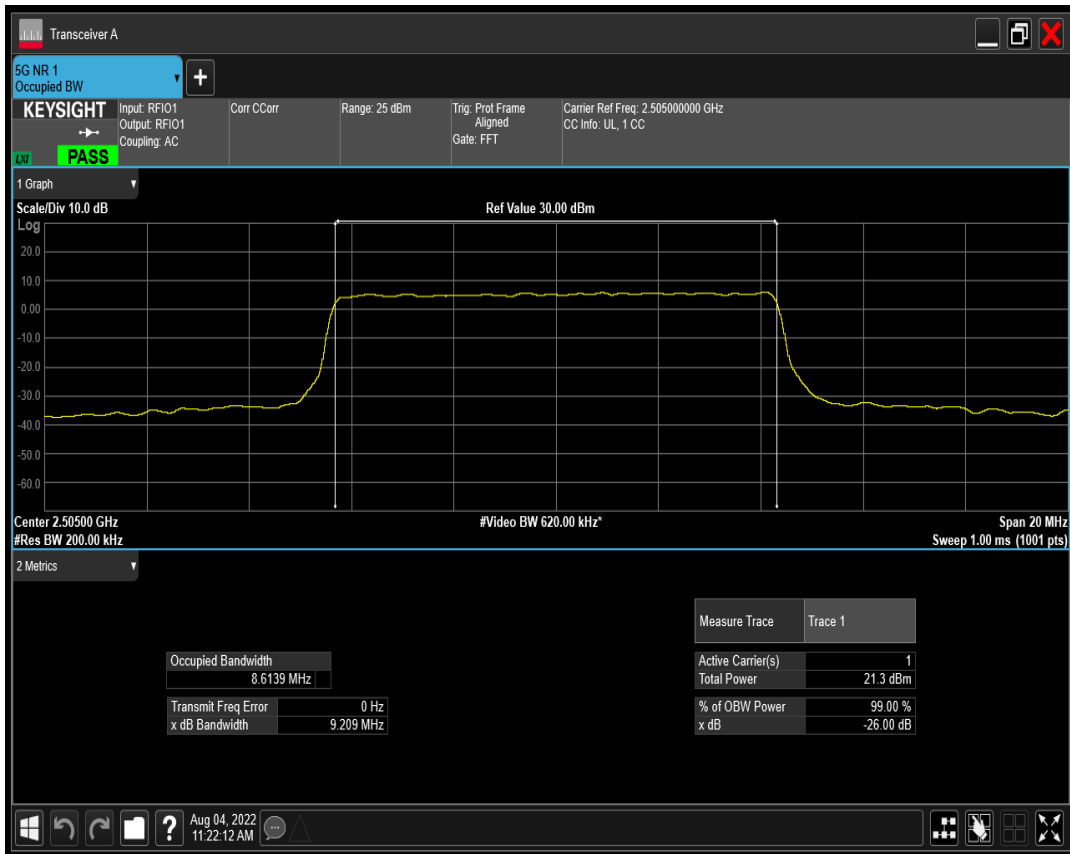 Transceiver A
5G NR 1
Occupied BW
KEYSIGHT
LXI
PASS
Input: RFIO1
Output: RFIO1
Coupling: AC
Corr CCorr
Range: 25 dBm
Trig: Prot Frame
Aligned
Gate: FFT
Carrier Ref Freq: 2.505000000 GHz
CC Info: UL, 1 CC
1 Graph
Scale/Div 10.0 dB
Ref Value 30.00 dBm
Log
20.0
10.0
0.00
-10.0
-20.0
-30.0
-40.0
-50.0
-60.0
Center 2.50500 GHz
#Video BW 620.00 kHz*
Span 20 MHz
#Res BW 200.00 kHz
Sweep 1.00 ms (1001 pts)
2 Metrics
Measure Trace Trace 1
Occupied Bandwidth
8.6139 MHz
Active Carrier(s) 1
Total Power 21.3 dBm
Transmit Freq Error 0 Hz
x dB Bandwidth 9.209 MHz
% of OBW Power 99.00 %
x dB -26.00 dB
?
Aug 04, 2022
11:22:12 AM